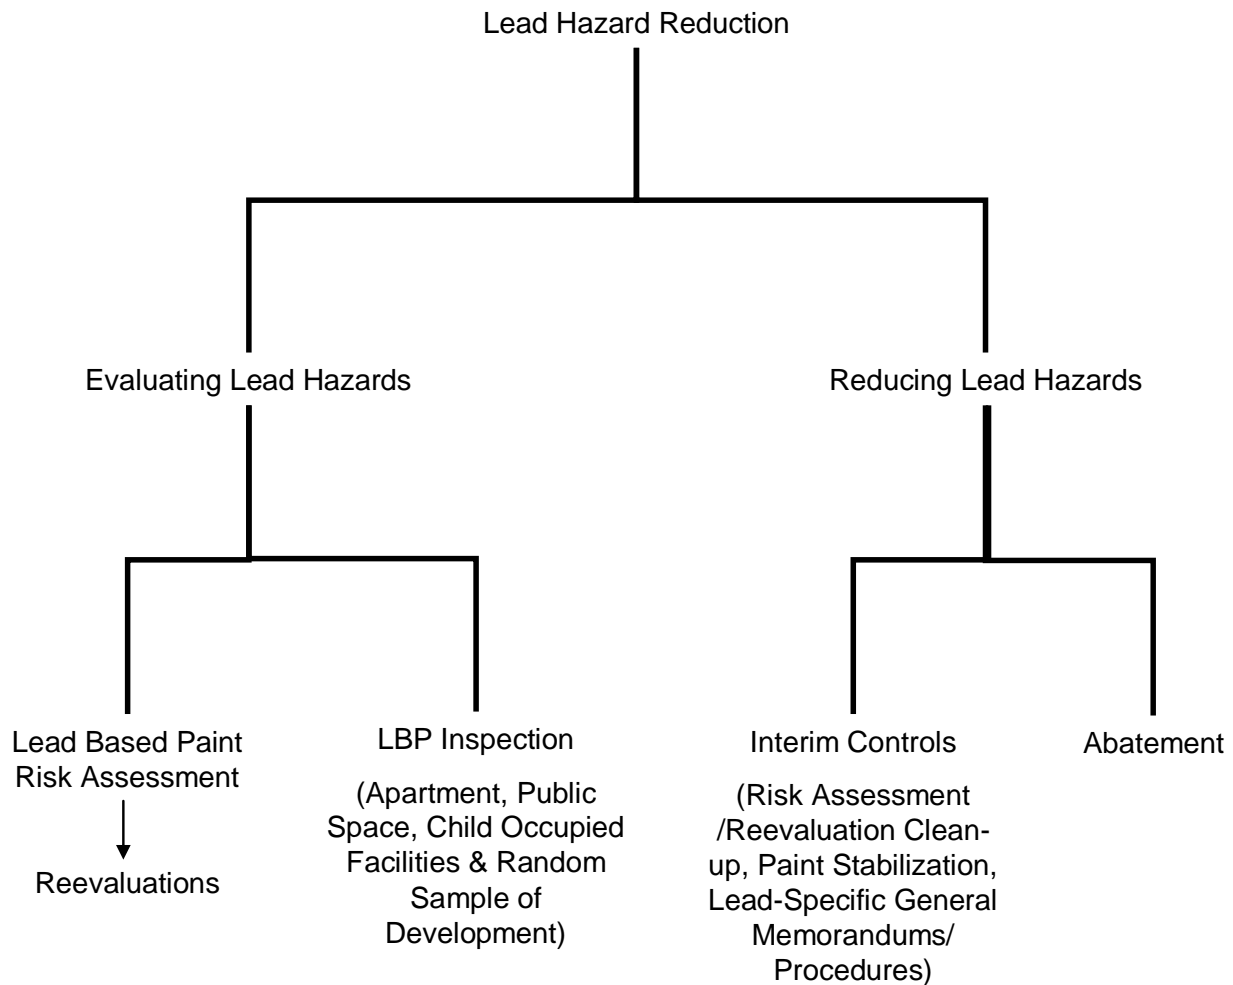 Lead Hazard Reduction
Evaluating Lead Hazards
Reducing Lead Hazards
Lead Based Paint
Risk Assessment
Reevaluations
LBP Inspection
(Apartment, Public
Space, Child Occupied
Facilities & Random
Sample of
Development)
Interim Controls
(Risk Assessment
/Reevaluation Clean-
up, Paint Stabilization,
Lead-Specific General
Memorandums/
Procedures)
Abatement